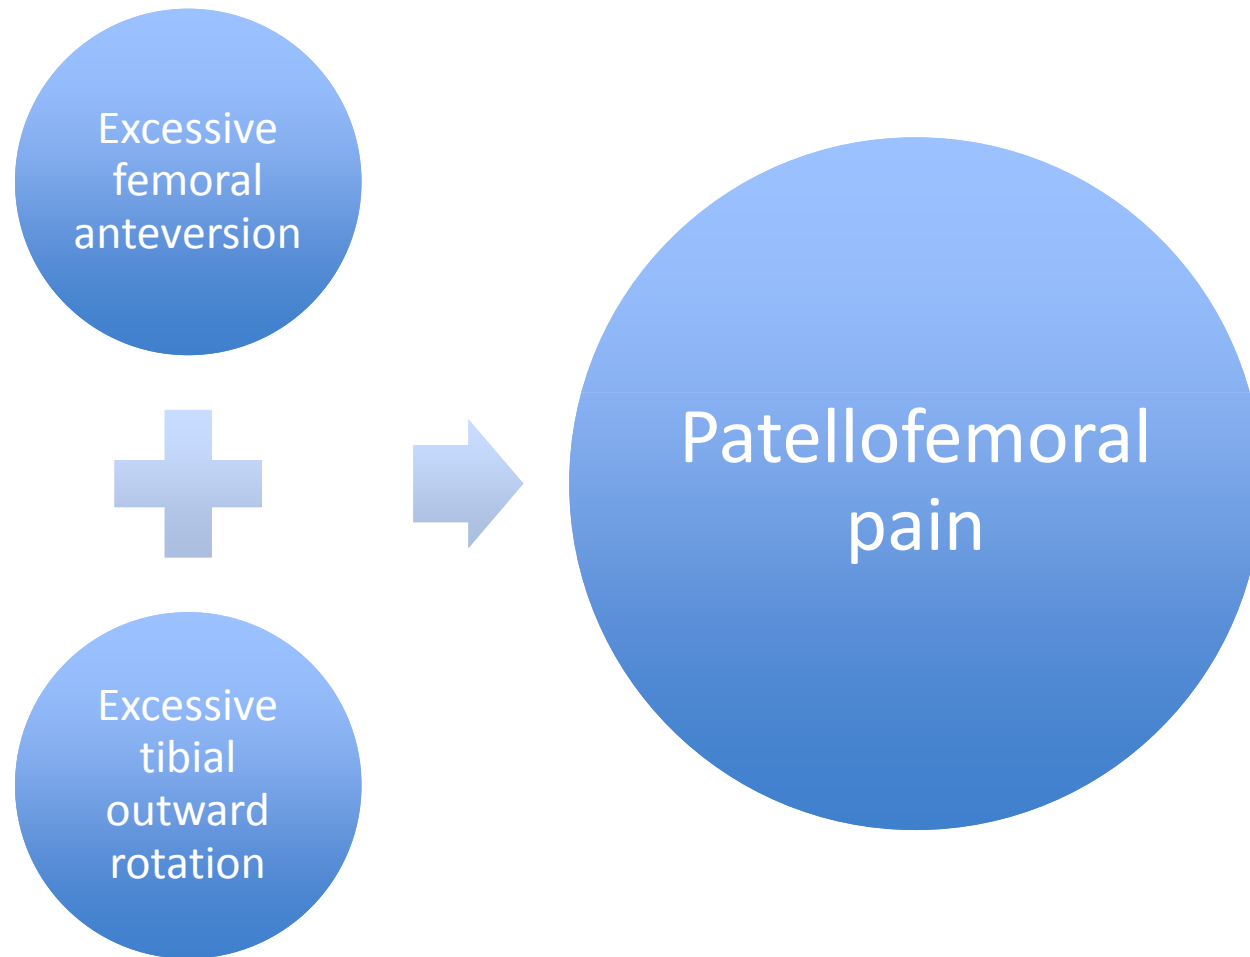 Excessive
femoral
anteversion
Excessive
tibial
outward
rotation
Patellofemoral
pain